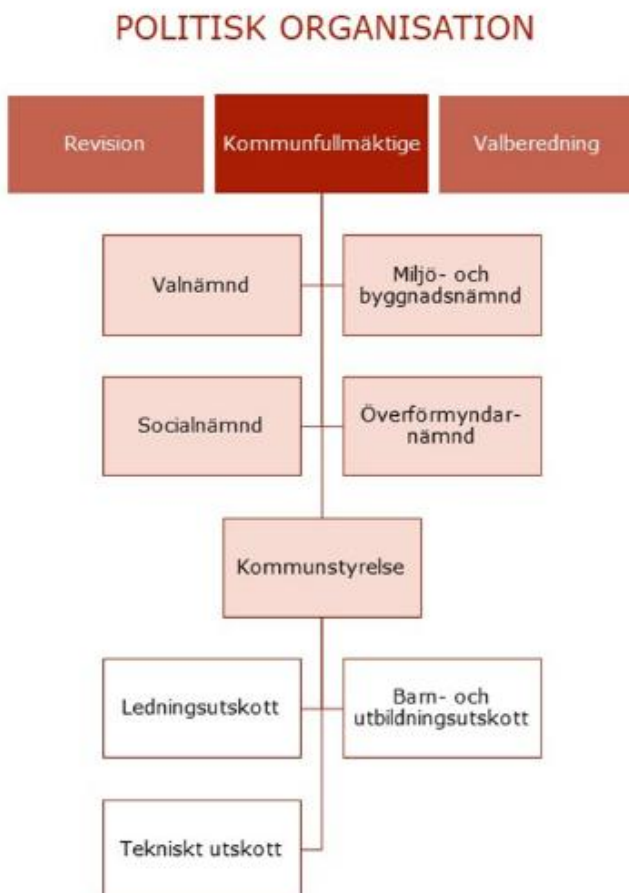 POLITISK ORGANISATION
Revision
Kommunfullmäktige
Valberedning
Valnämnd
Miljö- och
byggnadsnämnd
Socialnämnd
Överförmyndar-
nämnd
Kommunstyrelse
Ledningsutskott
Barn- och
utbildningsutskott
Tekniskt utskott